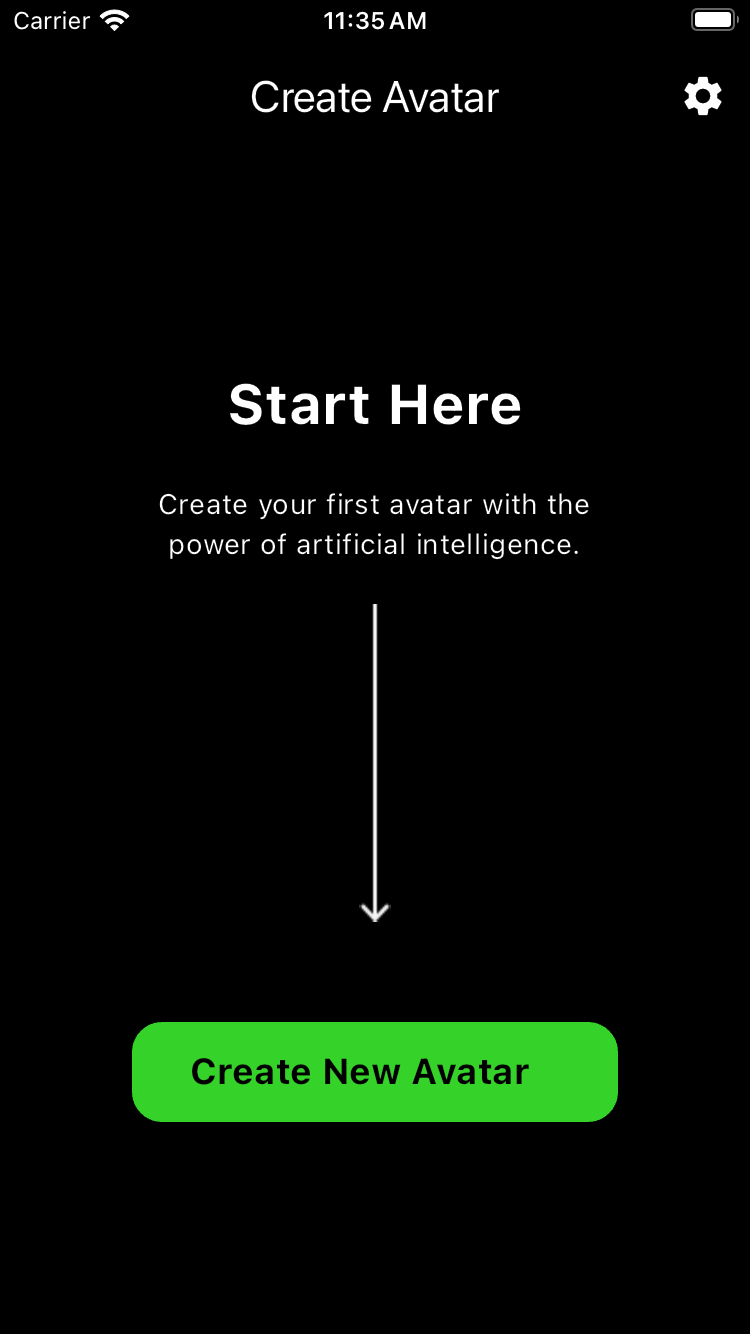 Carrier 11:35 AM
Create Avatar
Start Here
Create your first avatar with the
power of artificial intelligence.
Create New Avatar